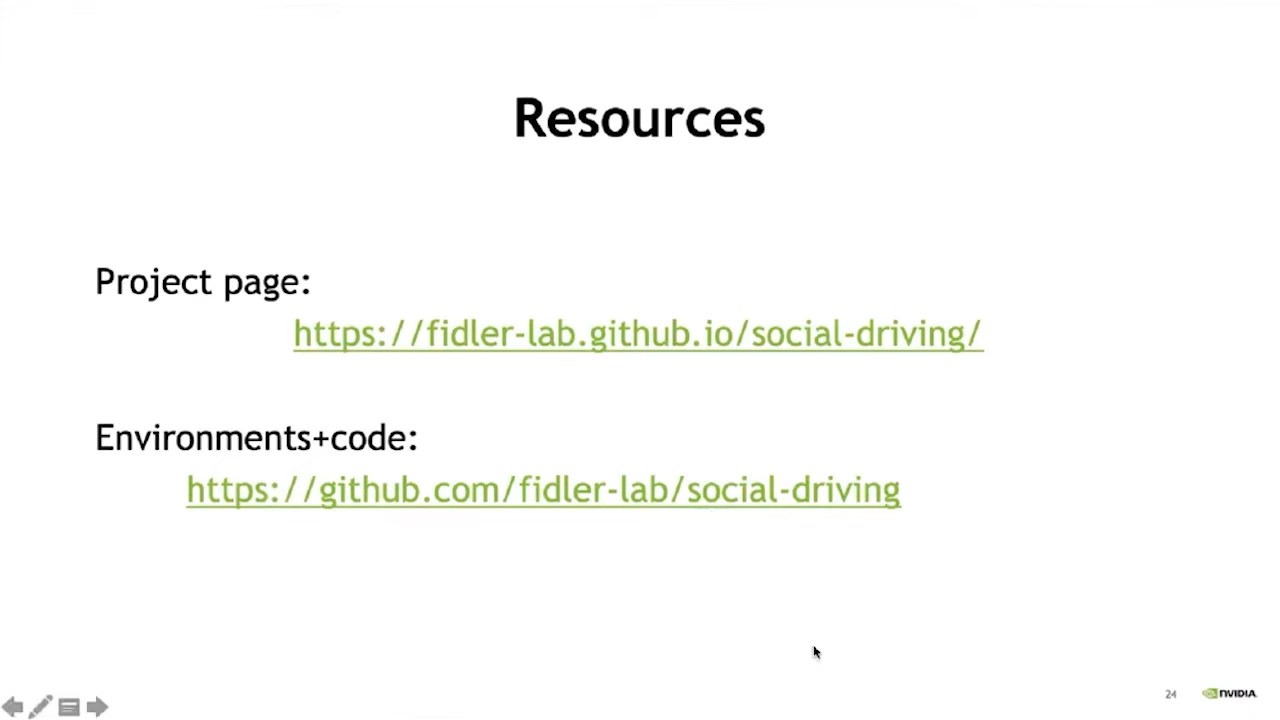 Resources
Project page:
https://fidler-lab.github.io/social-driving/
Environments+code:
https://github.com/fidler-lab/social-driving
24
NVIDIA